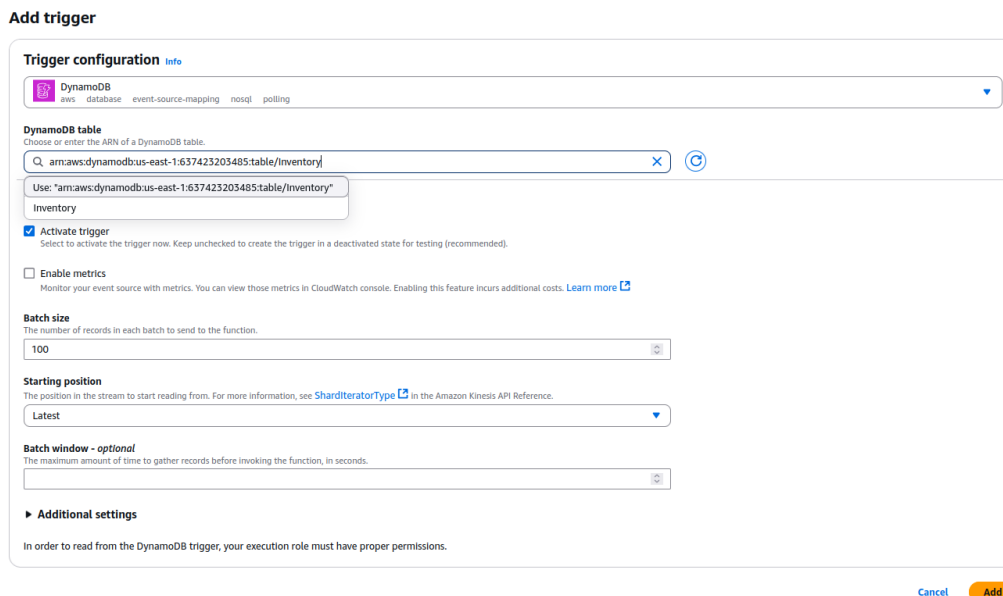 Add trigger
Trigger configuration Info
DynamoDB
aws database event-source-mapping nosql polling
DynamoDB table
Choose or enter the ARN of a DynamoDB table.
arn:aws:dynamodb:us-east-1:637423203485:table/Inventory
Use: "arn:aws:dynamodb:us-east-1:637423203485:table/Inventory"
Inventory
Activate trigger
Select to activate the trigger now. Keep unchecked to create the trigger in a deactivated state for testing (recommended).
Enable metrics
Monitor your event source with metrics. You can view those metrics in CloudWatch console. Enabling this feature incurs additional costs. Learn more
Batch size
The number of records in each batch to send to the function.
100
Starting position
The position in the stream to start reading from. For more information, see ShardIteratorType in the Amazon Kinesis API Reference.
Latest
Batch window - optional
The maximum amount of time to gather records before invoking the function, in seconds.
Additional settings
In order to read from the DynamoDB trigger, your execution role must have proper permissions.
Cancel Add